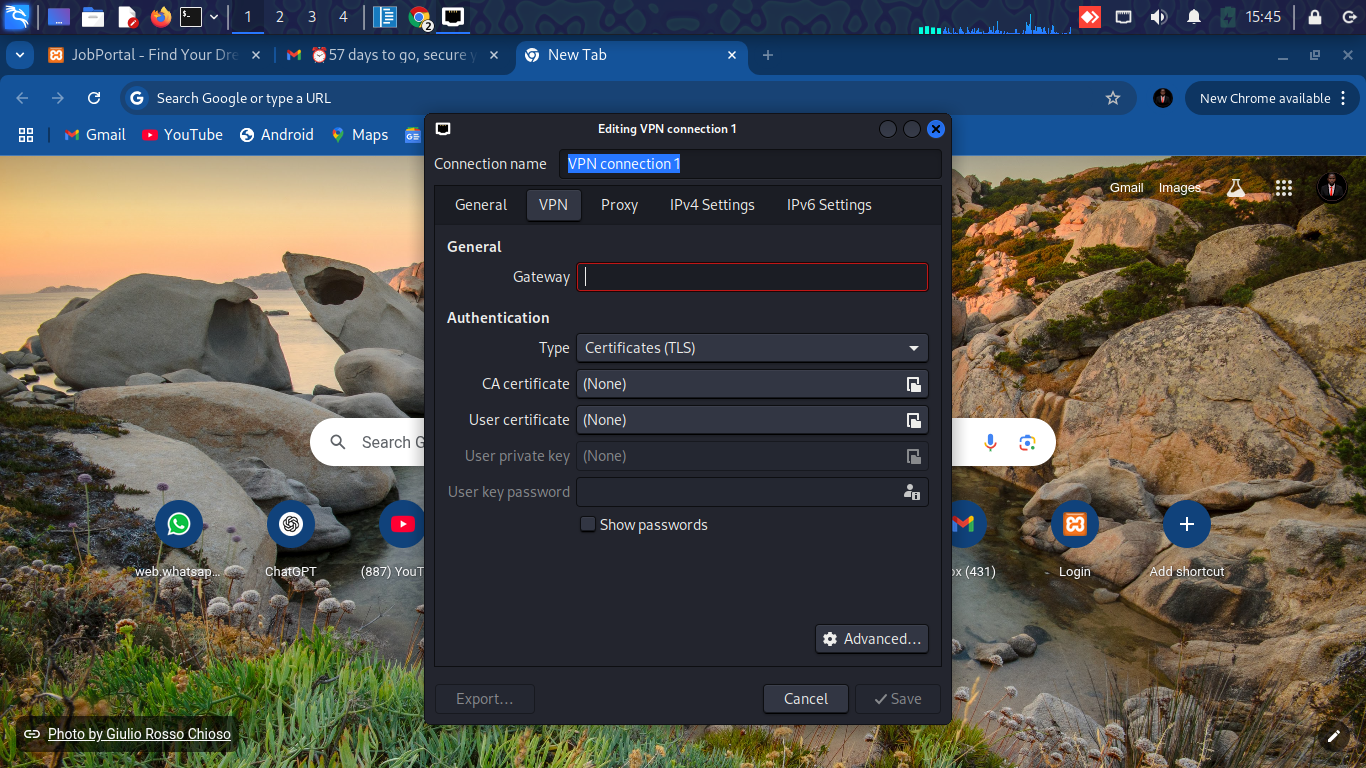 1 2 3 4 2 15:45
JobPortal - Find Your Dre
⏰57 days to go, secure y
New Tab
Search Google or type a URL
New Chrome available
Gmail YouTube Android Maps
Editing VPN connection 1
Connection name VPN connection 1
General VPN Proxy IPv4 Settings IPv6 Settings
Gmail Images
General
Gateway
Authentication
Type Certificates (TLS)
CA certificate (None)
User certificate (None)
Search G
User private key (None)
User key password
Show passwords
web.whatsap... ChatGPT (887) YouT ox (431) Login Add shortcut
Advanced...
Export... Cancel Save
Photo by Giulio Rosso Chioso